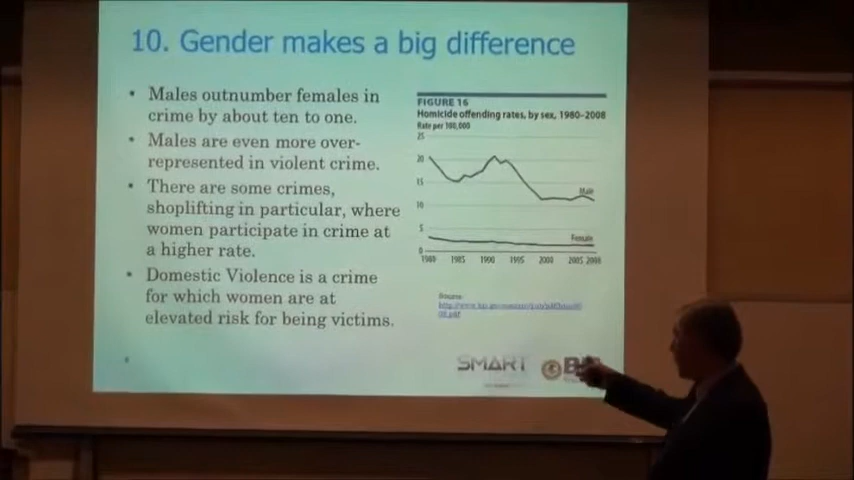 10. Gender makes a big difference
• Males outnumber females in
crime by about ten to one.
• Males are even more over-
represented in violent crime.
• There are some crimes,
shoplifting in particular, where
women participate in crime at
a higher rate.
• Domestic Violence is a crime
for which women are at
elevated risk for being victims.
FIGURE 16
Homicide offending rates, by sex, 1980–2008
Rate per 100,000
25
20
15
10
5
0
Male
Female
1980 1985 1990 1995 2000 2005 2008
Source:
SMART